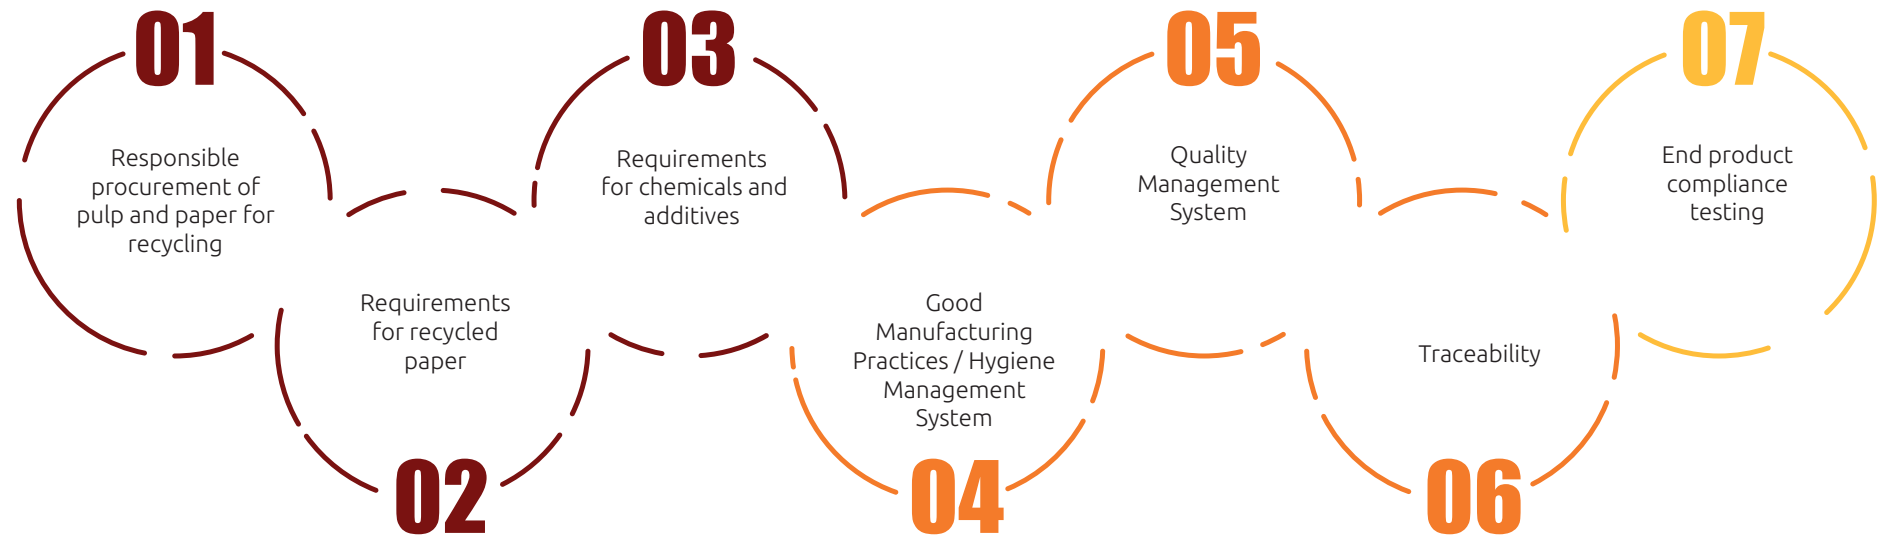 01
Responsible
procurement of
pulp and paper for
recycling
02
Requirements
for recycled
paper
03
Requirements
for chemicals and
additives
04
Good
Manufacturing
Practices / Hygiene
Management
System
05
Quality
Management
System
06
Traceability
07
End product
compliance
testing